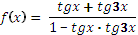 f(x) = (tgx + tg3x) / (1 − tgx · tg3x)